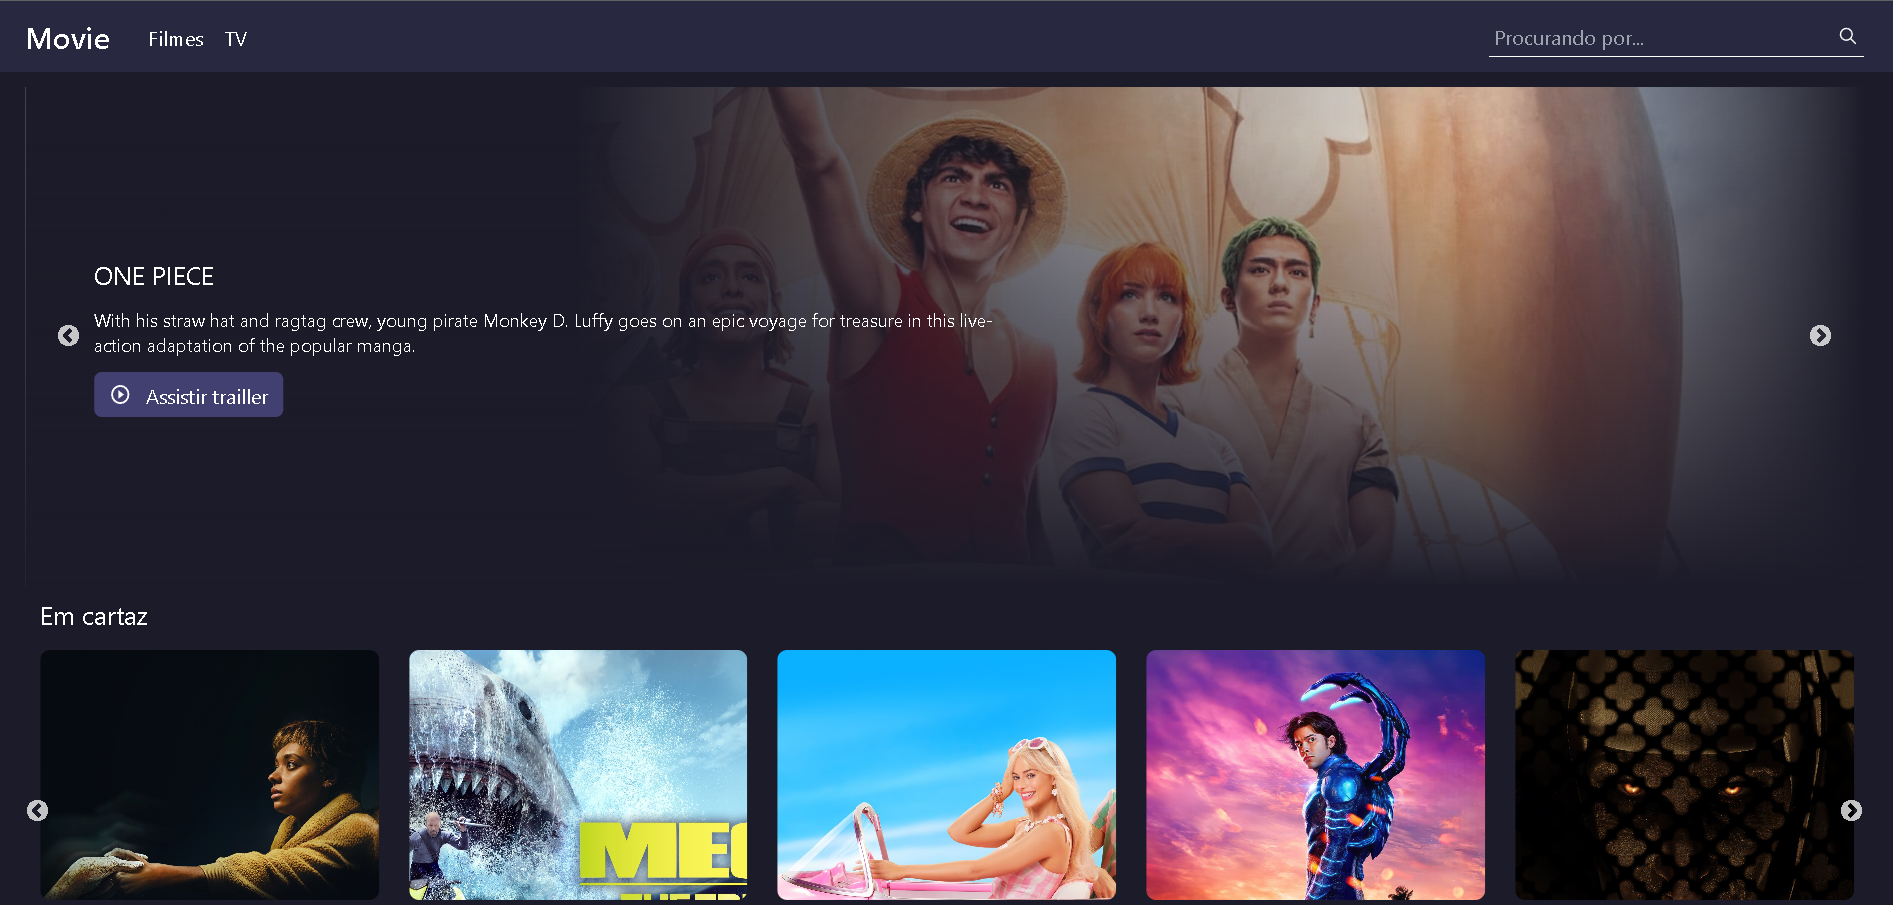 Movie
Filmes
TV
Procurando por...
ONE PIECE
With his straw hat and ragtag crew, young pirate Monkey D. Luffy goes on an epic voyage for treasure in this live-
action adaptation of the popular manga.
Assistir trailler
Em cartaz